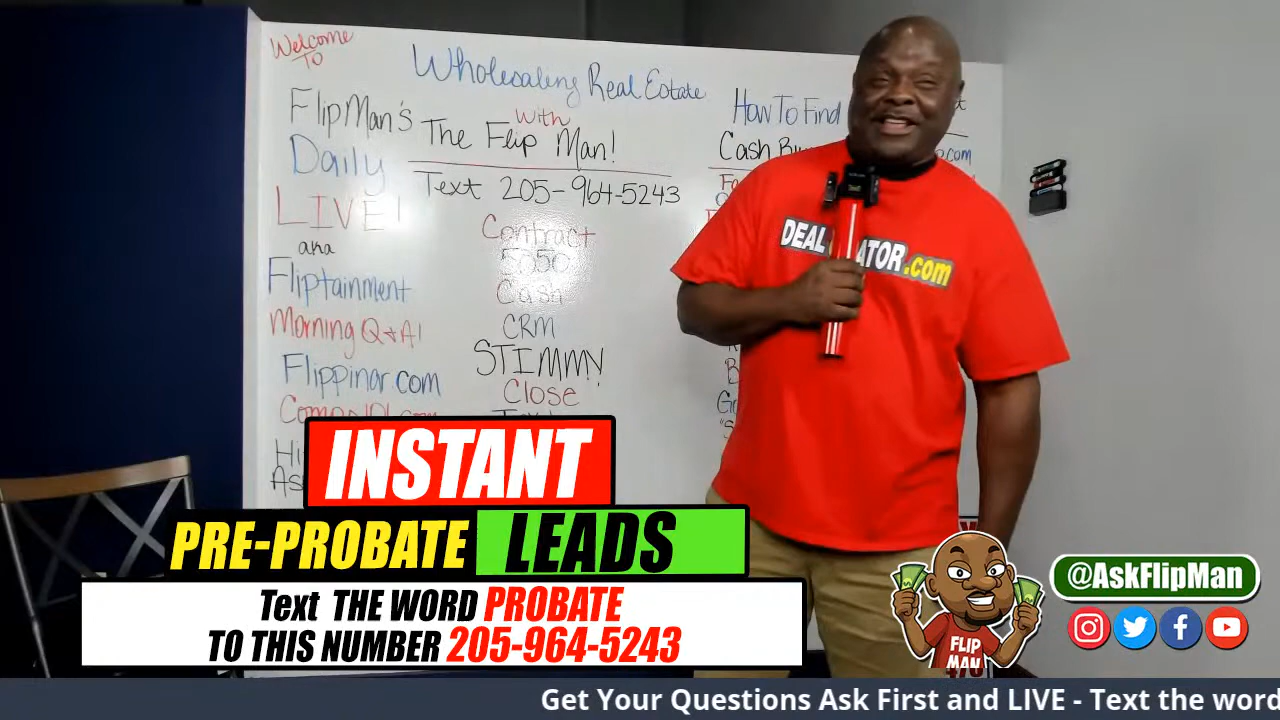 Welcome
To
FlipMan's
Daily
LIVE!
aka
Fliptainment
Morning Q&A!
Flippinar.com
Wholesaling Real Estate
With
The Flip Man!
Text 205-964-5243
Contract
5050
Cash
CRM
STIMMY
Close
How To Find
Cash
DEAL ATOR.com
INSTANT
PRE-PROBATE LEADS
Text THE WORD PROBATE
TO THIS NUMBER 205-964-5243
FLIP
MAN
@AskFlipMan
Get Your Questions Ask First and LIVE - Text the word